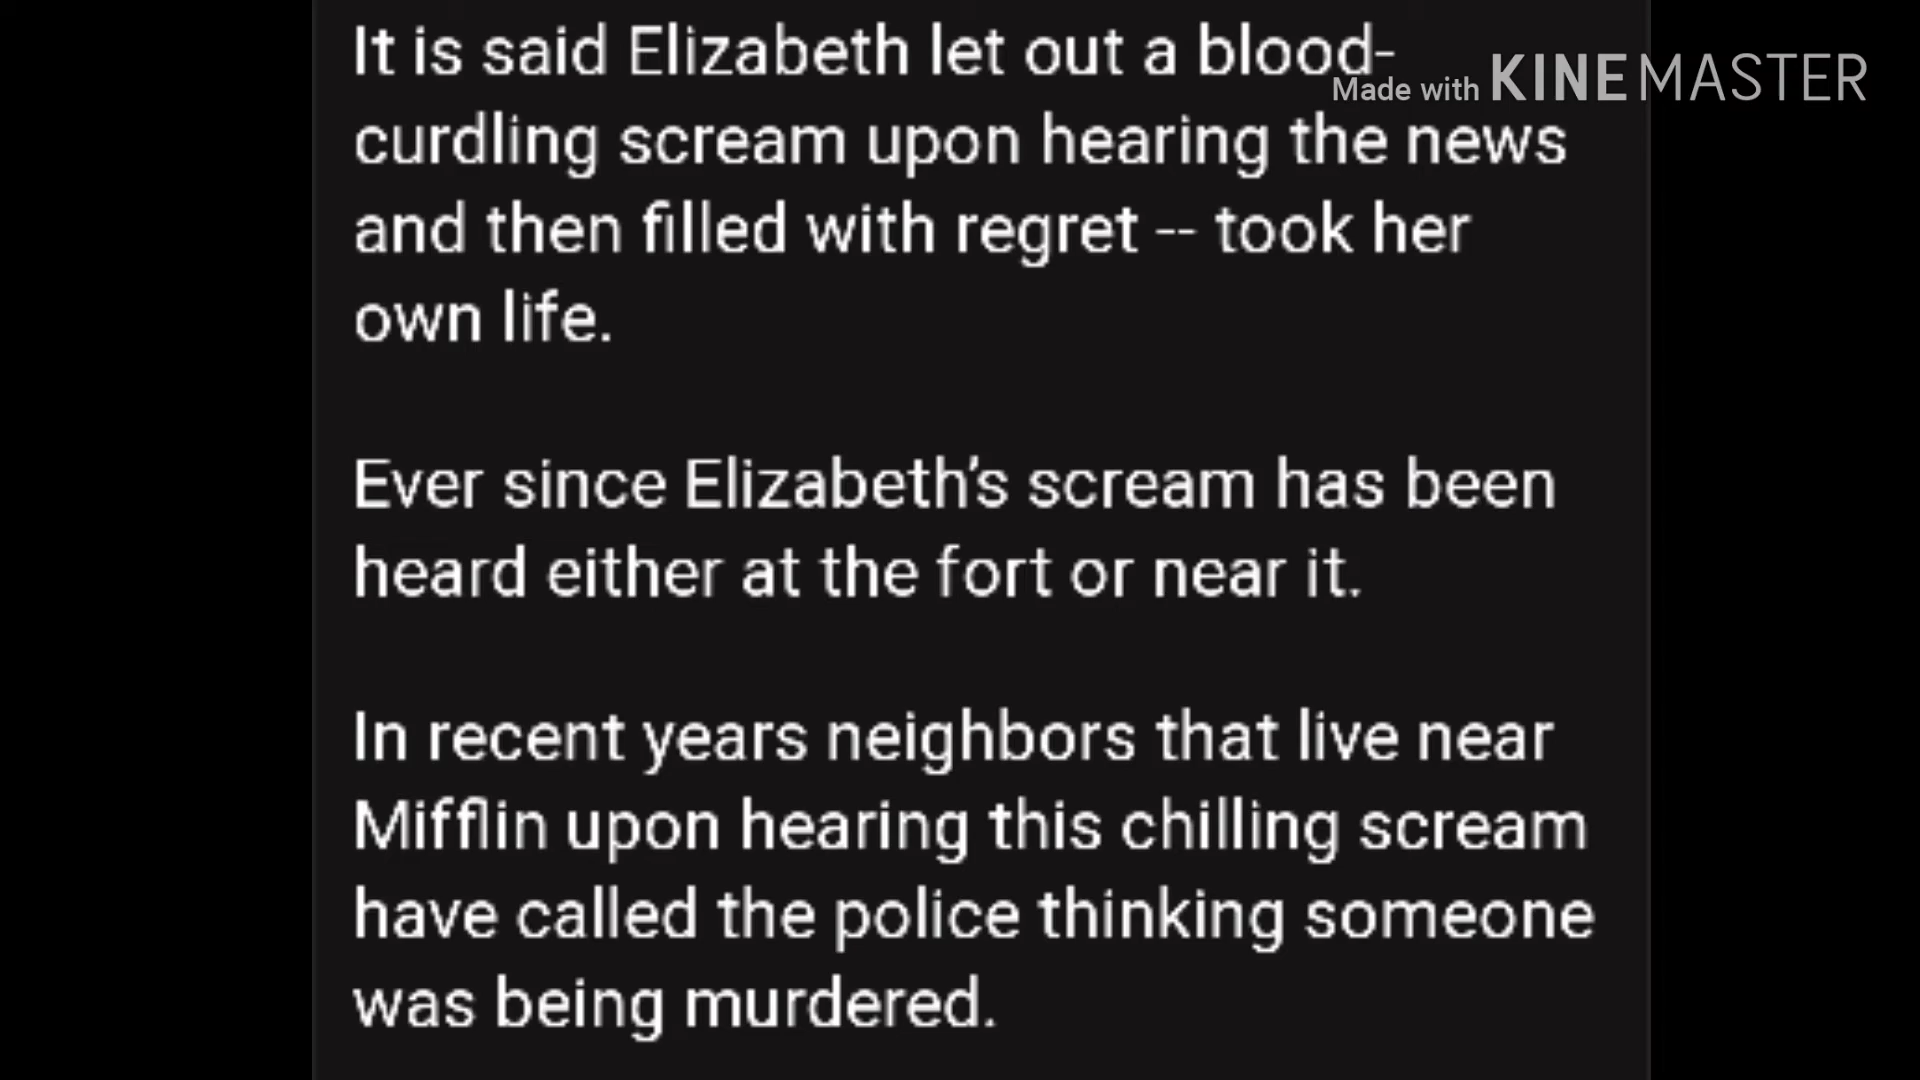 It is said Elizabeth let out a blood-
Made with KINEMASTER
curdling scream upon hearing the news
and then filled with regret -- took her
own life.
Ever since Elizabeth's scream has been
heard either at the fort or near it.
In recent years neighbors that live near
Mifflin upon hearing this chilling scream
have called the police thinking someone
was being murdered.